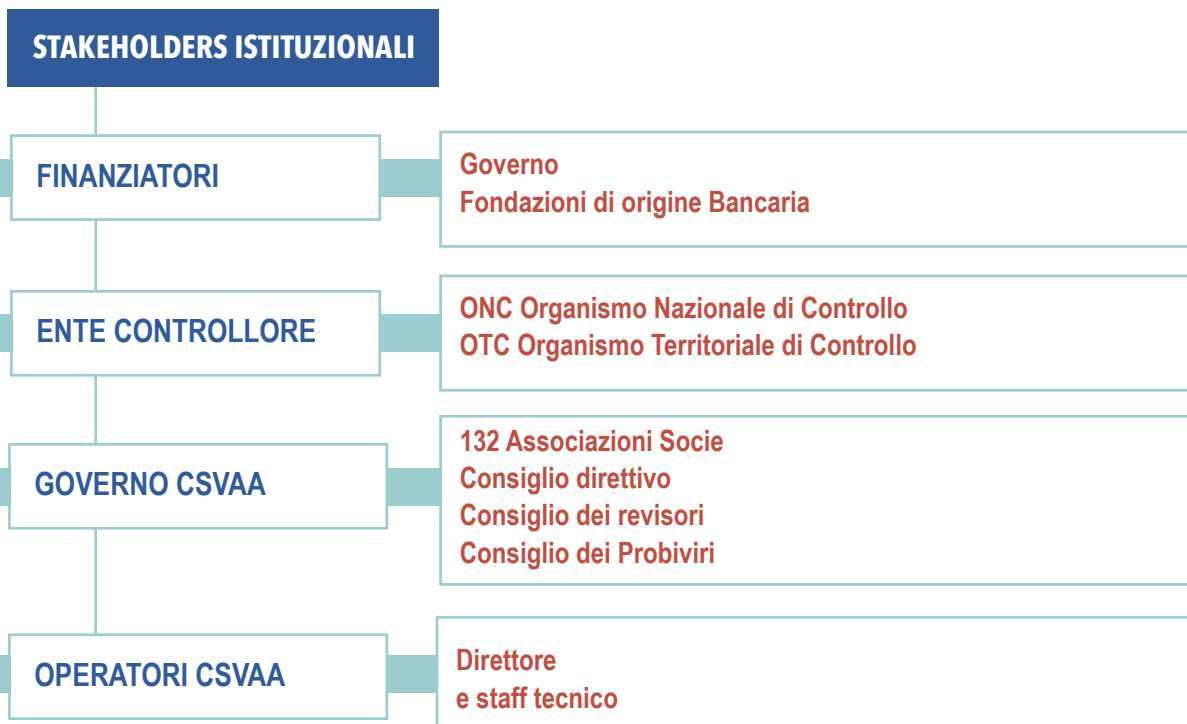 STAKEHOLDERS ISTITUZIONALI
FINANZIATORI
Governo
Fondazioni di origine Bancaria
ENTE CONTROLLORE
ONC Organismo Nazionale di Controllo
OTC Organismo Territoriale di Controllo
GOVERNO CSVAA
132 Associazioni Socie
Consiglio direttivo
Consiglio dei revisori
Consiglio dei Probiviri
OPERATORI CSVAA
Direttore
e staff tecnico